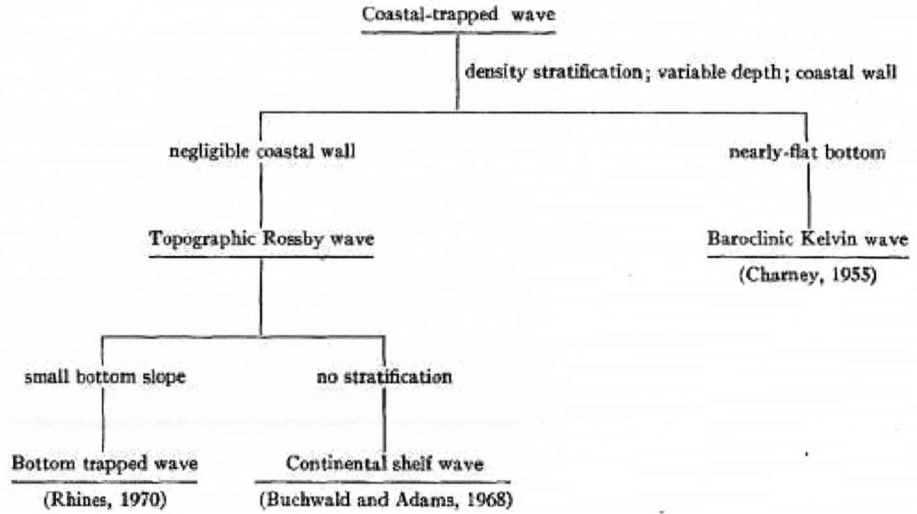 Coastal-trapped wave
density stratification; variable depth; coastal wall
negligible coastal wall
nearly-flat bottom
Topographic Rossby wave
Baroclinic Kelvin wave
(Charney, 1955)
small bottom slope
no stratification
Bottom trapped wave
Continental shelf wave
(Rhines, 1970)
(Buchwald and Adams, 1968)